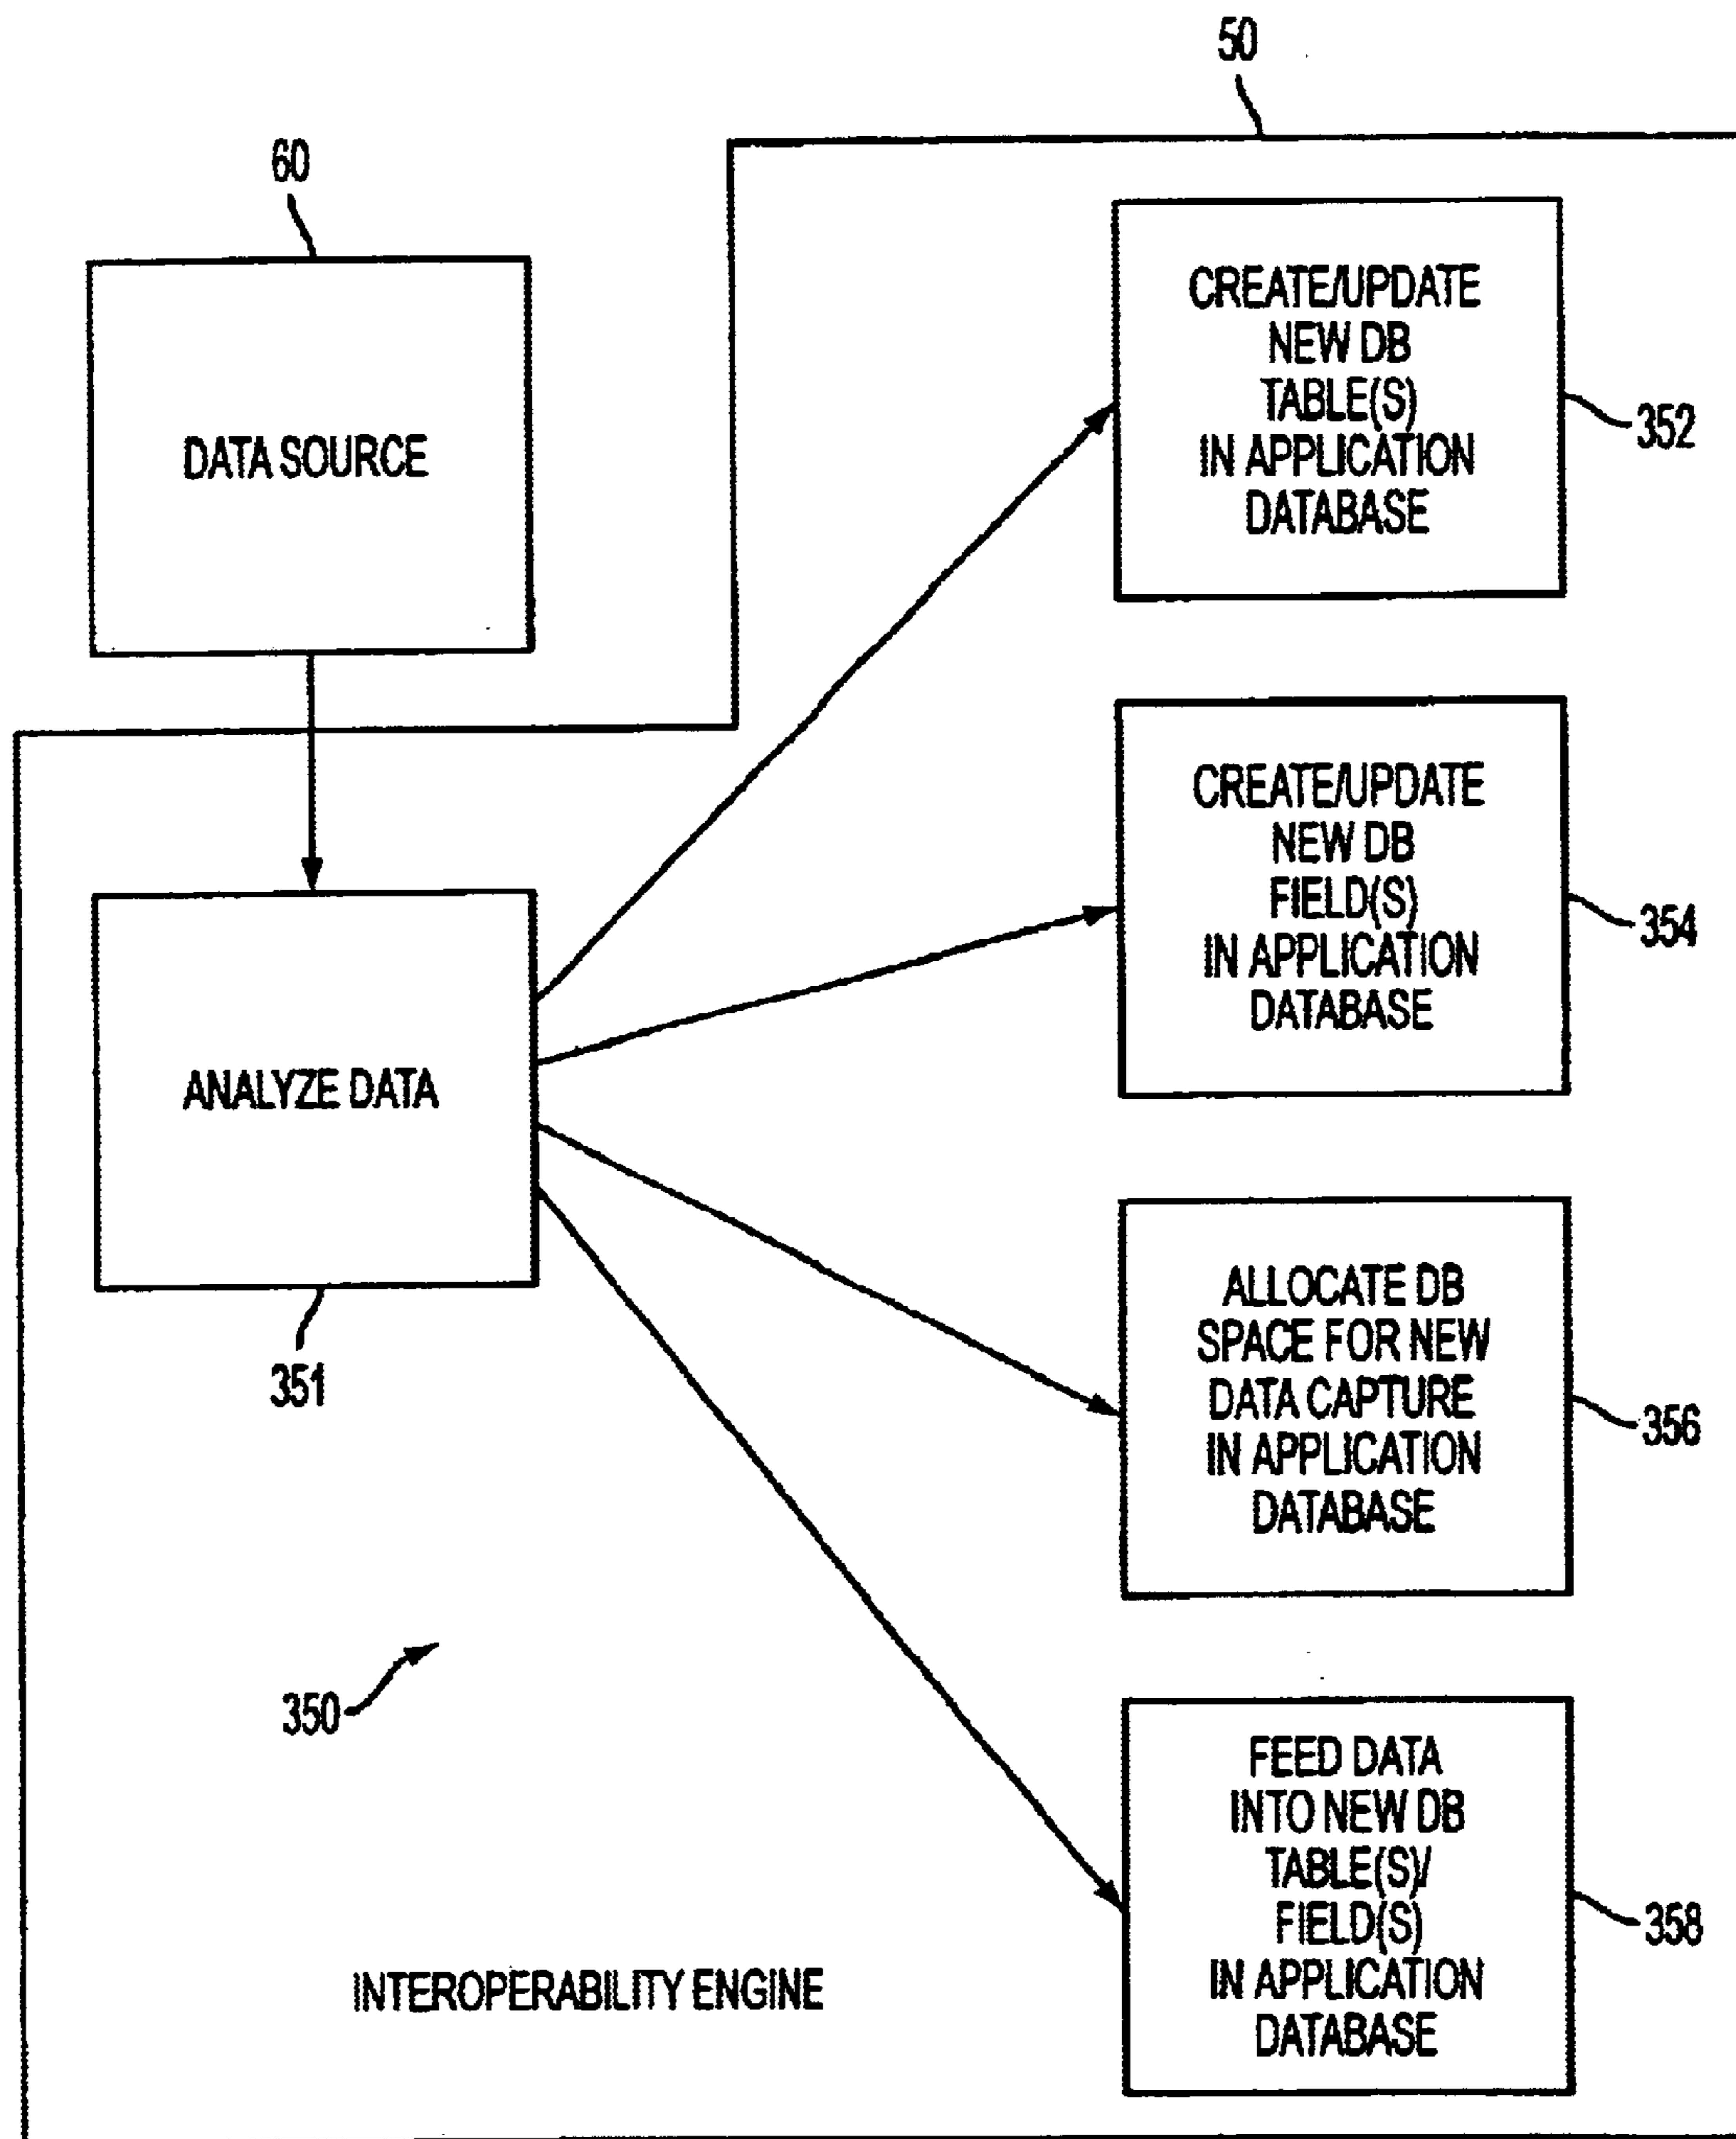 50
60
DATA SOURCE
CREATE/UPDATE
NEW DB
TABLE(S)
IN APPLICATION
DATABASE
352
CREATE/UPDATE
NEW DB
FIELD(S)
IN APPLICATION
DATABASE
354
ANALYZE DATA
351
ALLOCATE DB
SPACE FOR NEW
DATA CAPTURE
IN APPLICATION
DATABASE
356
350
FEED DATA
INTO NEW DB
TABLE(S)/
FIELD(S)
IN APPLICATION
DATABASE
358
INTEROPERABILITY ENGINE